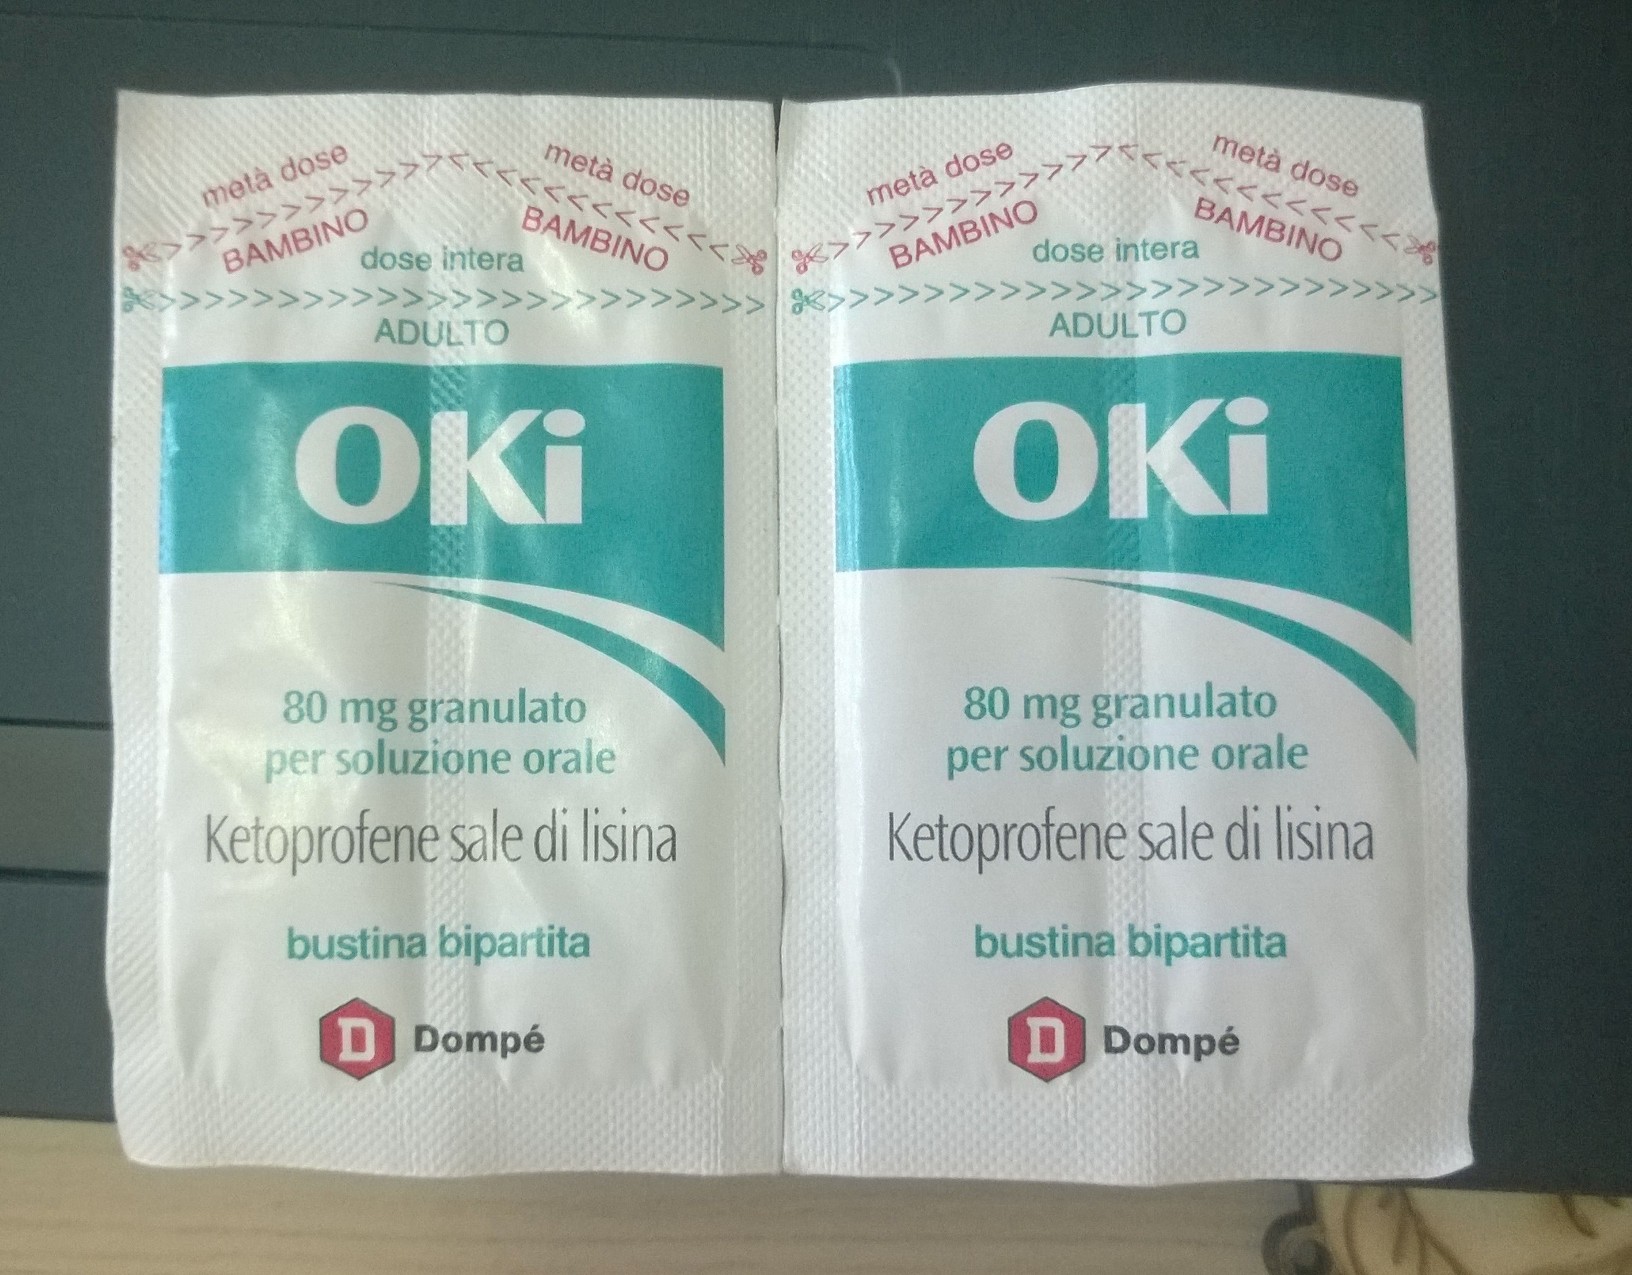 metà dose metà dose
BAMBINO BAMBINO
dose intera
ADULTO
OKi
80 mg granulato
per soluzione orale
Ketoprofene sale di lisina
bustina bipartita
D Dompé
metà dose metà dose
BAMBINO BAMBINO
dose intera
ADULTO
OKi
80 mg granulato
per soluzione orale
Ketoprofene sale di lisina
bustina bipartita
D Dompé